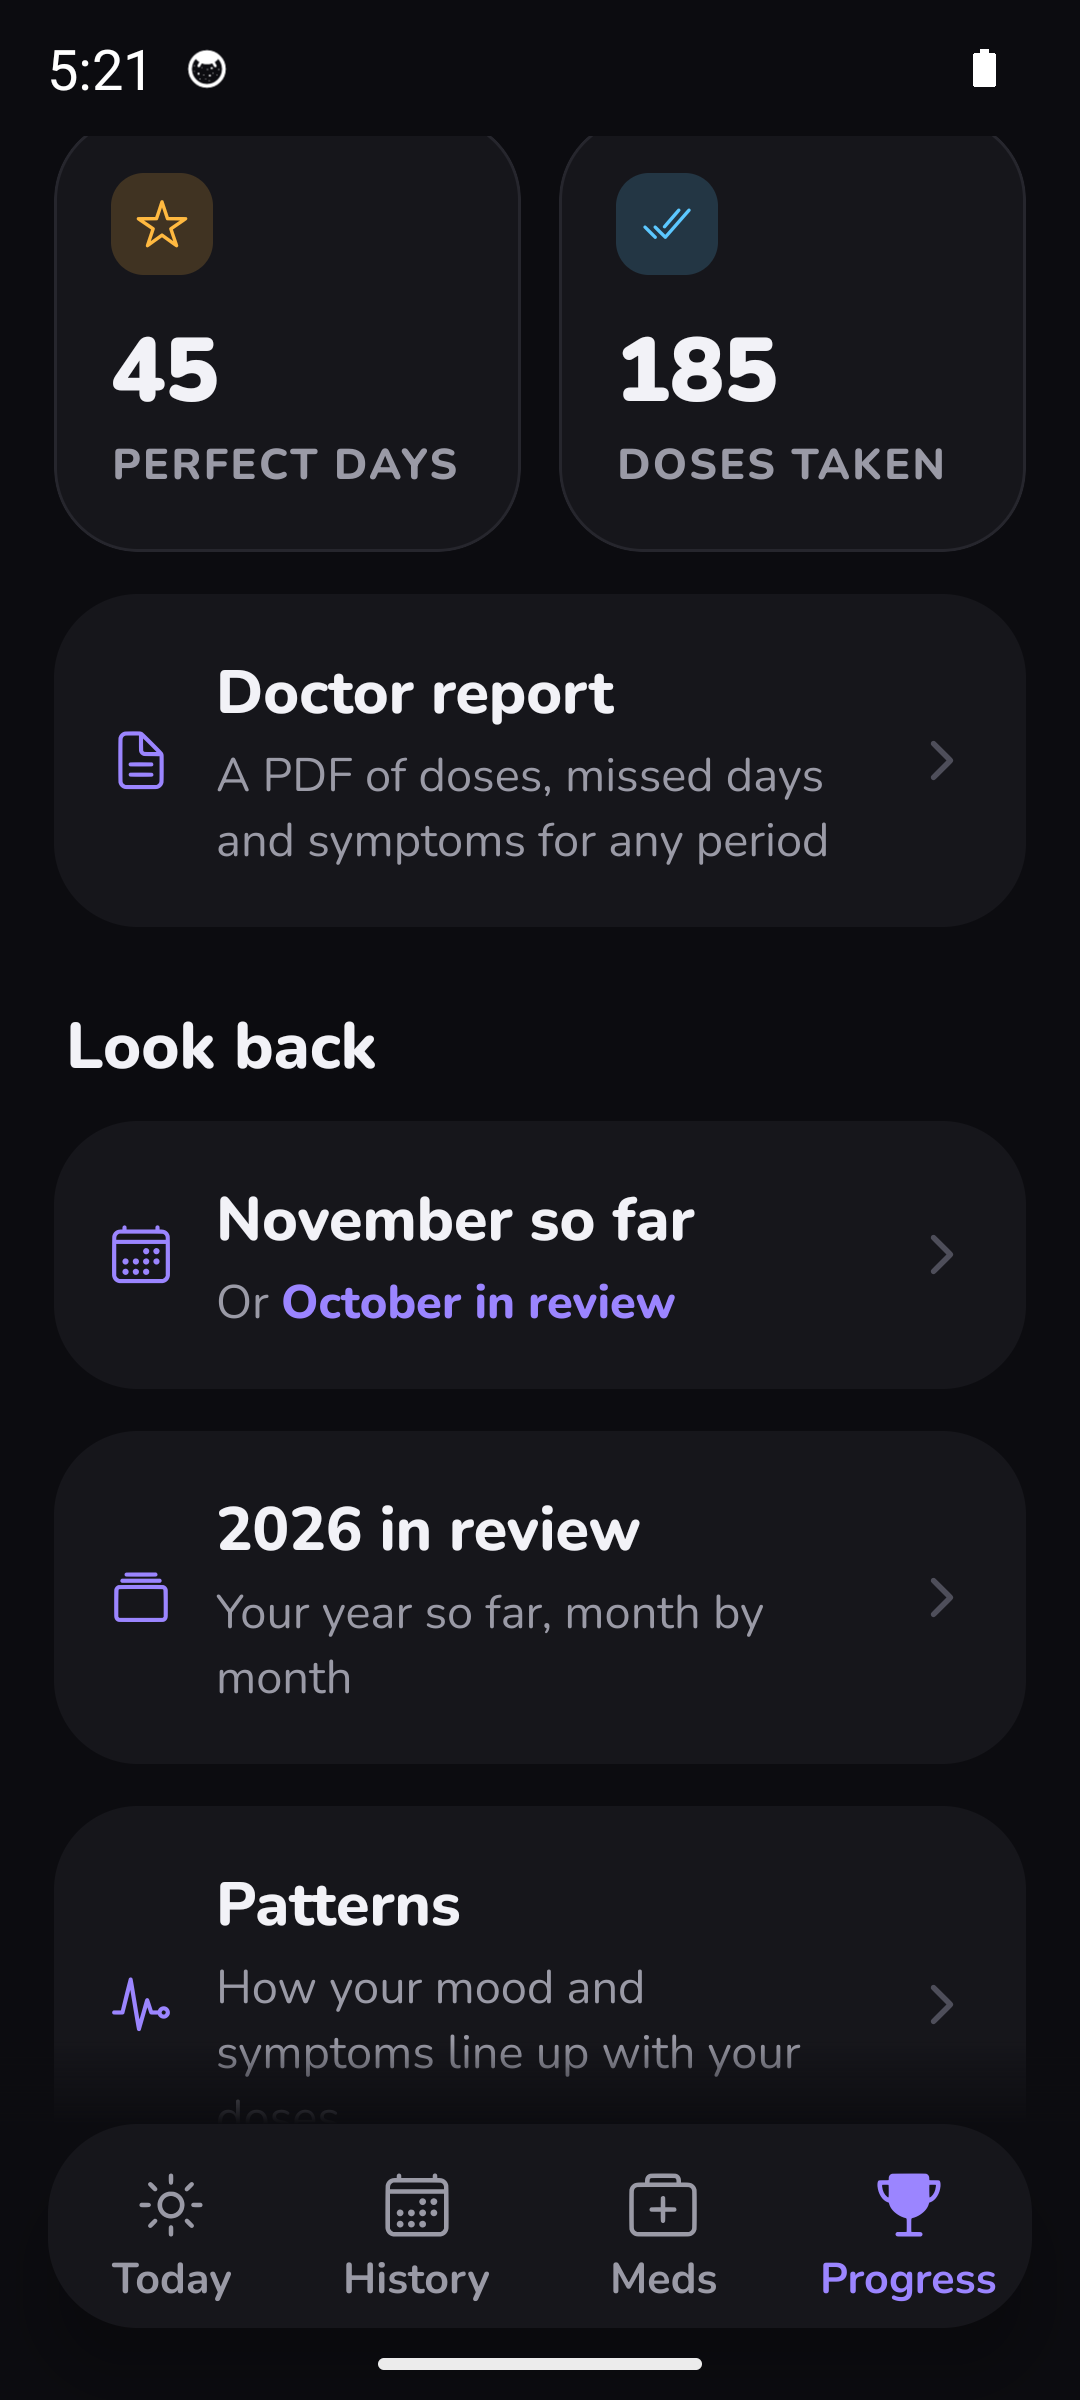 5:21
45
PERFECT DAYS
185
DOSES TAKEN
Doctor report
A PDF of doses, missed days
and symptoms for any period
Look back
November so far
Or October in review
2026 in review
Your year so far, month by
month
Patterns
How your mood and
symptoms line up with your
doses
Today
History
Meds
Progress